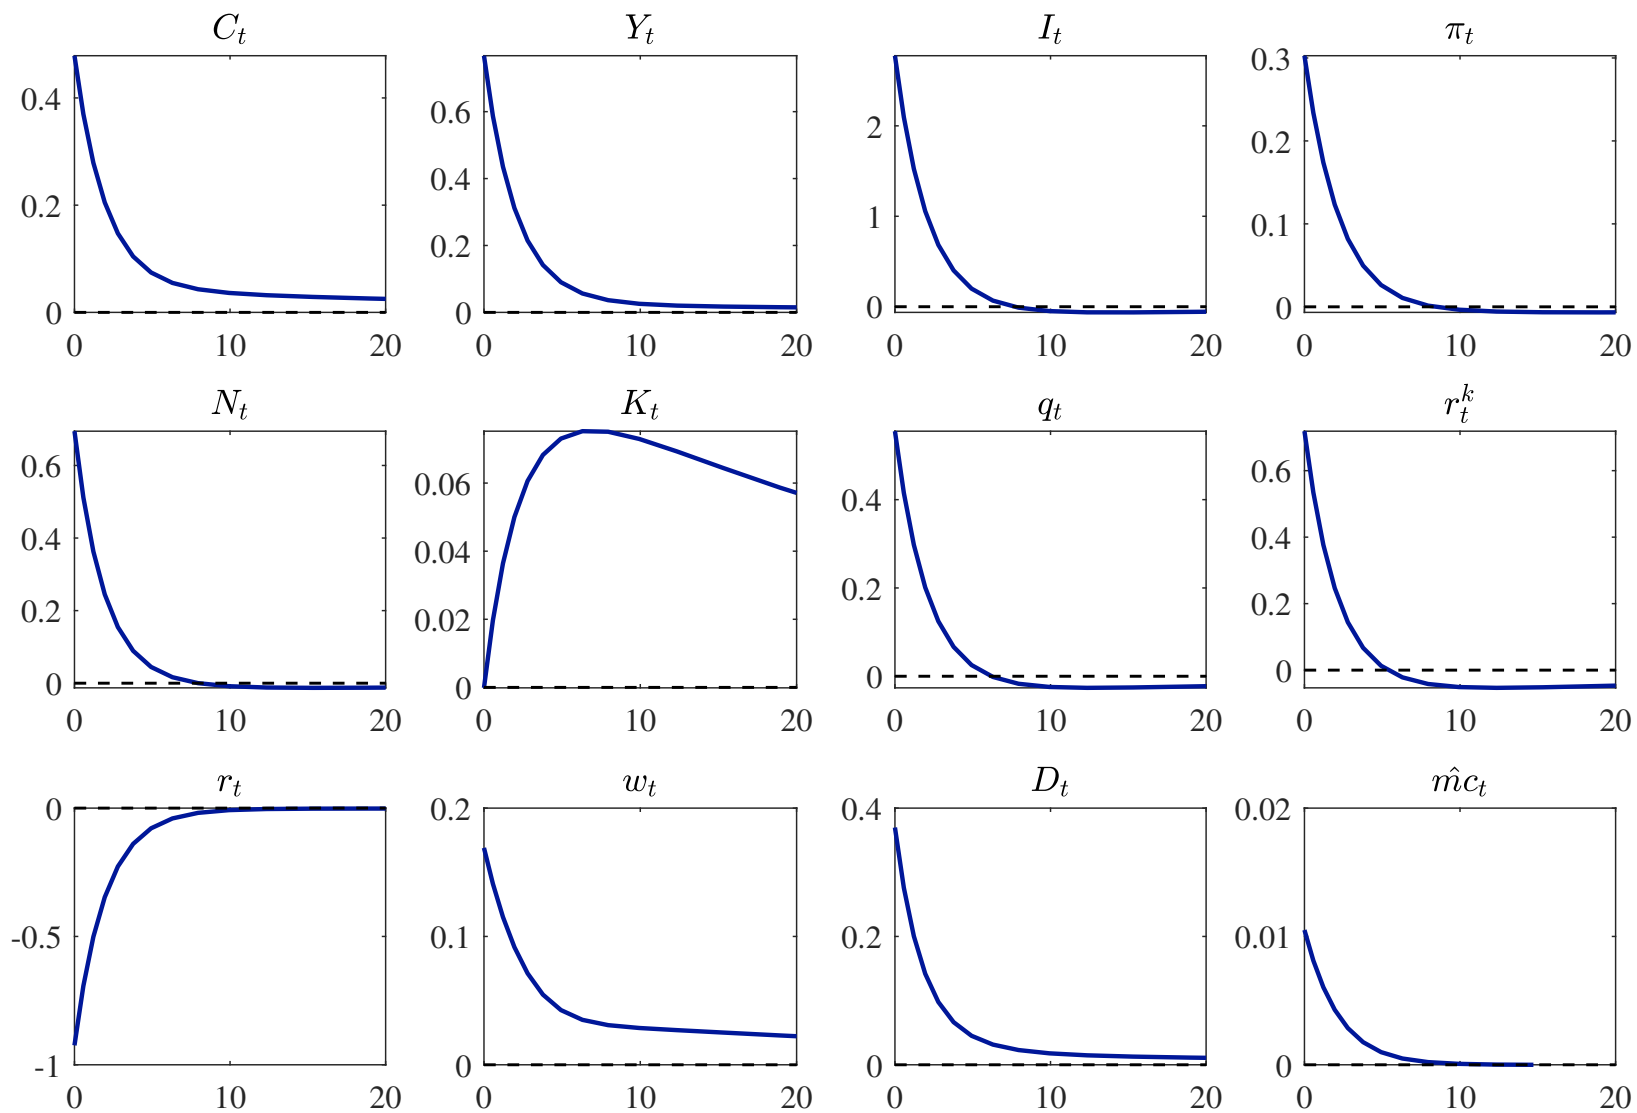 C_t Y_t I_t π_t
0.4 0.6 2 0.3
0.2 0.4 1 0.2
0 0.2 0 0.1
0 0
0 10 20 0 10 20 0 10 20 0 10 20
N_t K_t q_t r_t^k
0.6 0.06 0.4 0.6
0.4 0.04 0.2 0.4
0.2 0.02 0 0.2
0 0 0
0 10 20 0 10 20 0 10 20 0 10 20
r_t w_t D_t m̂c_t
0 0.2 0.4 0.02
-0.5 0.1 0.2 0.01
-1 0 0 0
0 10 20 0 10 20 0 10 20 0 10 20